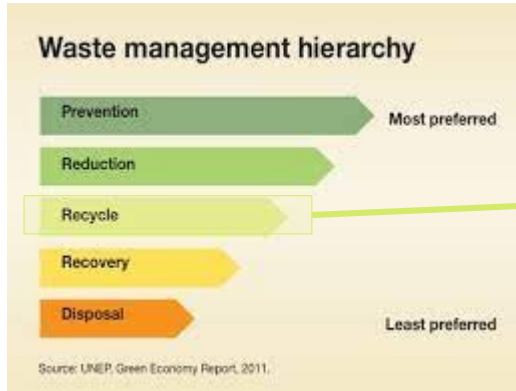 Waste management hierarchy
Prevention
Most preferred
Reduction
Recycle
Recovery
Disposal
Least preferred
Source: UNEP, Green Economy Report, 2011.